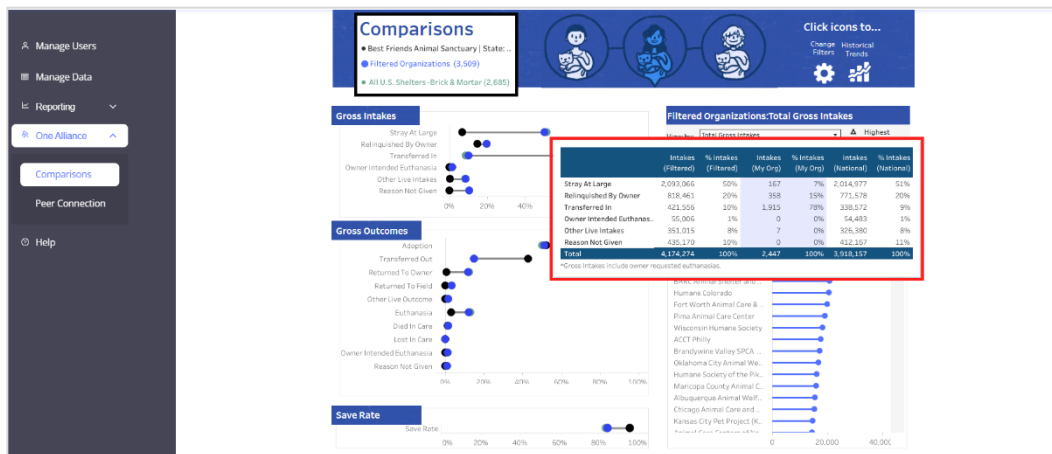 Manage Users
Manage Data
Reporting
One Alliance
Comparisons
Peer Connection
Help
Comparisons
Best Friends Animal Sanctuary | State: ..
Filtered Organizations (3,509)
All U.S. Shelters-Brick & Mortar (2,685)
Click icons to...
Change Filters
Historical Trends
Gross Intakes
Stray At Large
Relinquished By Owner
Transferred In
Owner Intended Euthanasia
Other Live Intakes
Reason Not Given
0% 20% 40%
Gross Outcomes
Adoption
Transferred Out
Returned To Owner
Returned To Field
Other Live Outcome
Euthanasia
Died In Care
Lost In Care
Owner Intended Euthanasia
Reason Not Given
0% 20% 40% 60% 80% 100%
Save Rate
Save Rate
0% 20% 40% 60% 80% 100%
Filtered Organizations:Total Gross Intakes
Total Gross Intakes
Highest
Intakes (Filtered) % Intakes (Filtered) Intakes (My Org) % Intakes (My Org) intakes (National) % Intakes (National)
Stray At Large 2,093,066 50% 167 7% 2,014,977 51%
Relinquished By Owner 818,461 20% 358 15% 771,578 20%
Transferred In 421,556 10% 1,915 78% 338,572 9%
Owner Intended Euthanas.. 55,006 1% 0 0% 54,483 1%
Other Live Intakes 351,015 8% 7 0% 326,380 8%
Reason Not Given 435,170 10% 0 0% 412,167 11%
Total 4,174,274 100% 2,447 100% 3,918,157 100%
*Gross Intakes include owner requested euthanasias.
Humane Colorado
Fort Worth Animal Care & ..
Pima Animal Care Center
Wisconsin Humane Society
ACCT Philly
Brandywine Valley SPCA ...
Oklahoma City Animal We..
Humane Society of the Pik..
Maricopa County Animal C..
Albuquerque Animal Welf..
Chicago Animal Care and ..
Kansas City Pet Project (K..
0 20,000 40,00